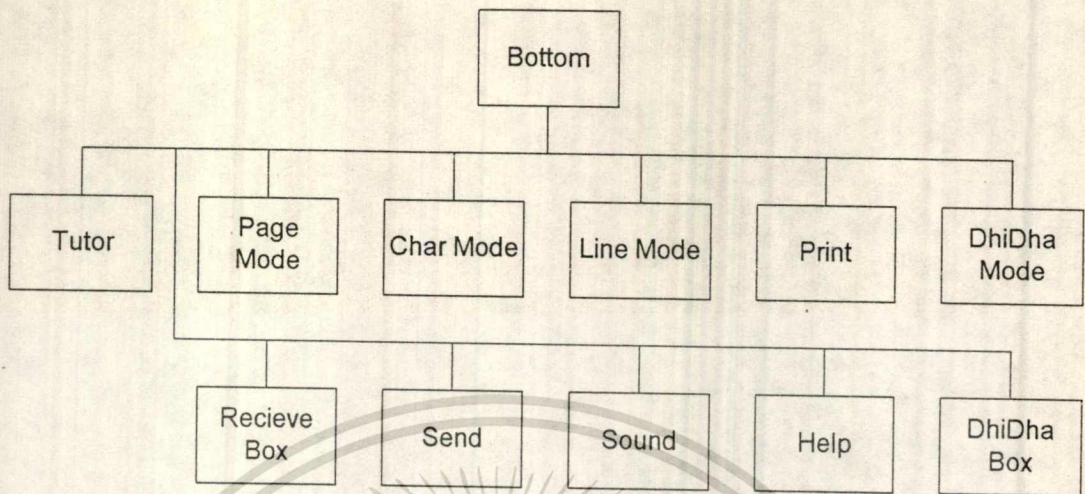 Bottom
Tutor
Page
Mode
Char Mode
Line Mode
Print
DhiDha
Mode
Recieve
Box
Send
Sound
Help
DhiDha
Box